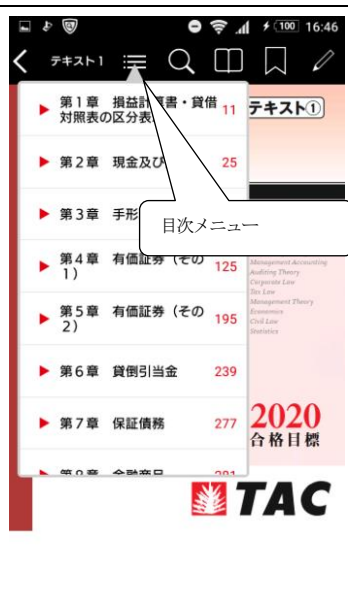 100 16:46
テキスト1
第1章 損益計算書・貸借 11
対照表の区分表
テキスト①
第2章 現金及び 25
第3章 手形
目次メニュー
第4章 有価証券（その 125
1）
Management Accounting
Auditing Theory
Corporate Law
Tax Law
Management Theory
Economics
Civil Law
Statistics
第5章 有価証券（その 195
2）
第6章 貸倒引当金 239
第7章 保証債務 277
2020
合格目標
TAC